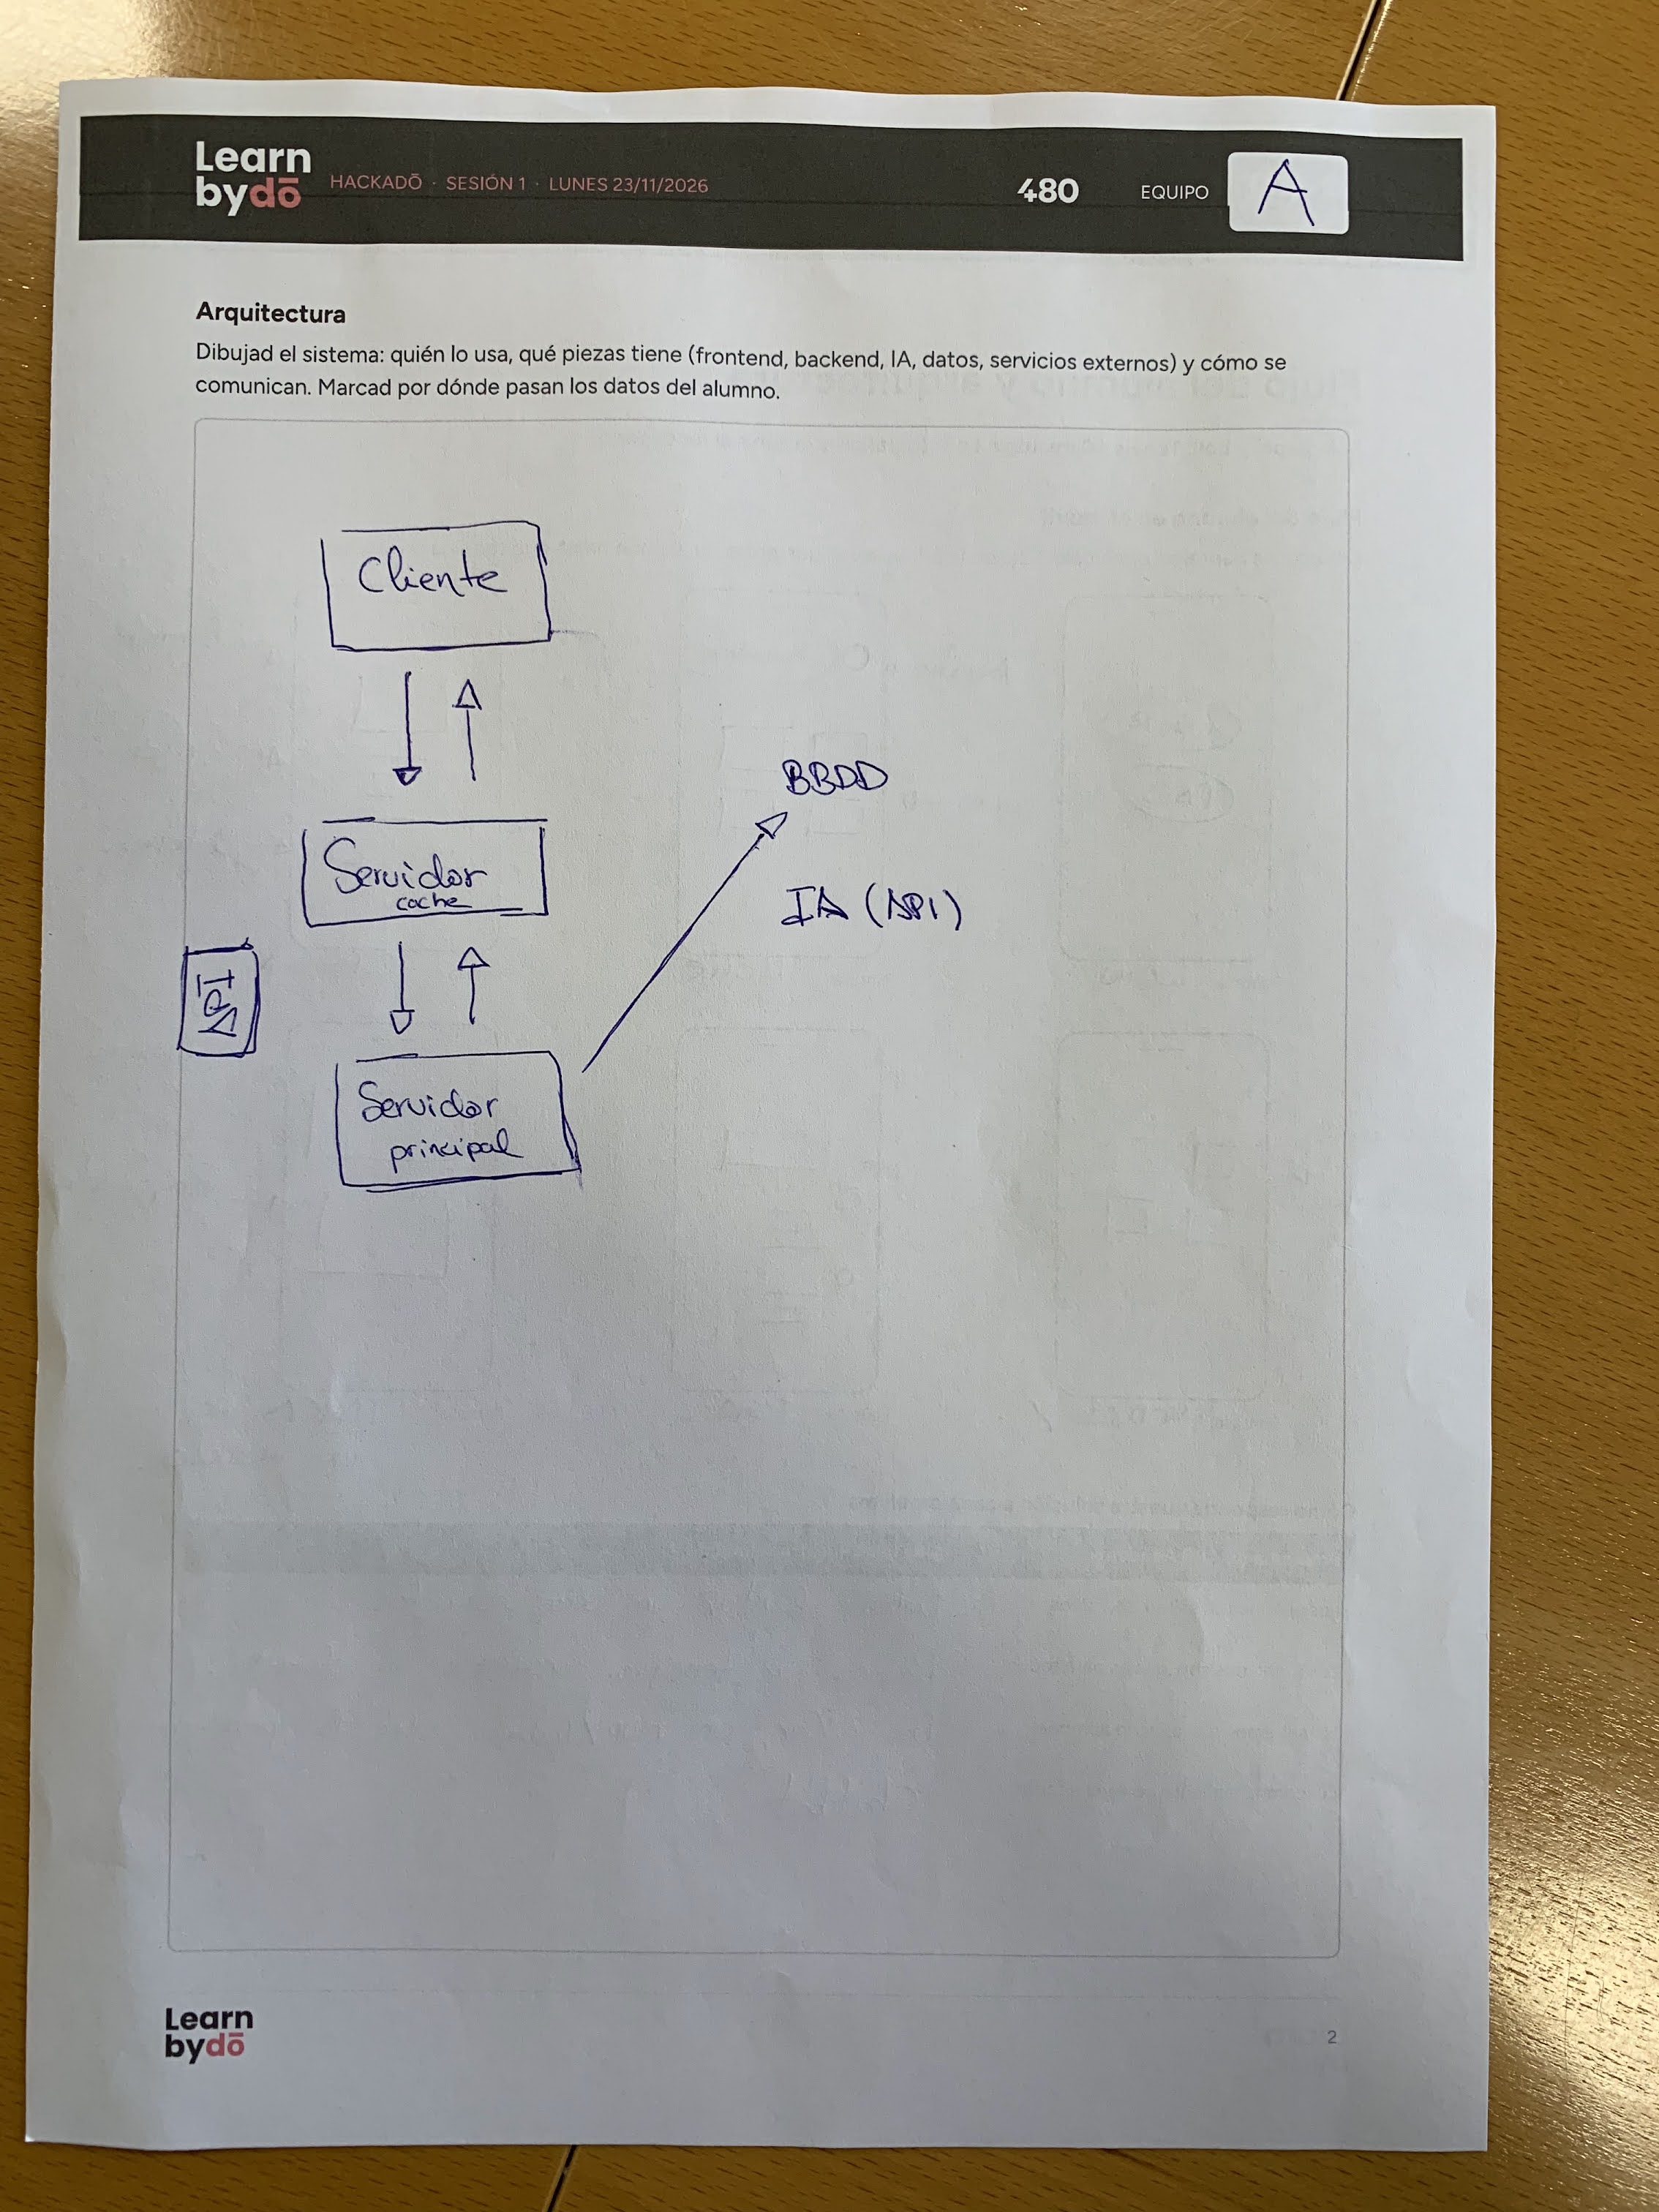 Learn
bydō
HACKADŌ · SESIÓN 1 · LUNES 23/11/2026
480
EQUIPO
A
Arquitectura
Dibujad el sistema: quién lo usa, qué piezas tiene (frontend, backend, IA, datos, servicios externos) y cómo se
comunican. Marcad por dónde pasan los datos del alumno.
Cliente
BBDD
Servidor
cache
IA (API)
API
Servidor
principal
Learn
bydō
2